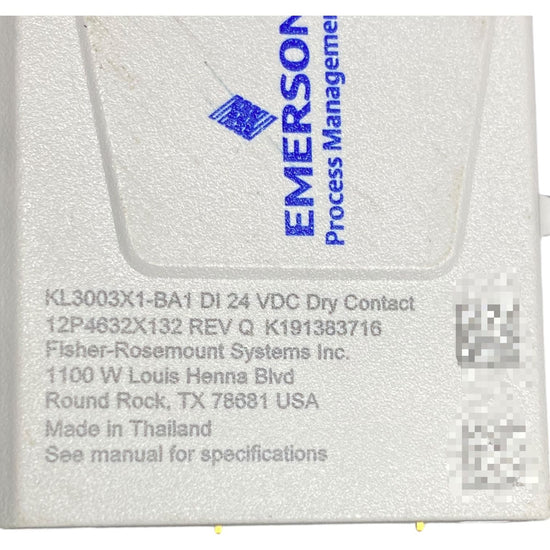 EMERSON
Process Manageme
KL3003X1-BA1 DI 24 VDC Dry Contact
12P4632X132 REV Q K191383716
Fisher-Rosemount Systems Inc.
1100 W Louis Henna Blvd
Round Rock, TX 78681 USA
Made in Thailand
See manual for specifications